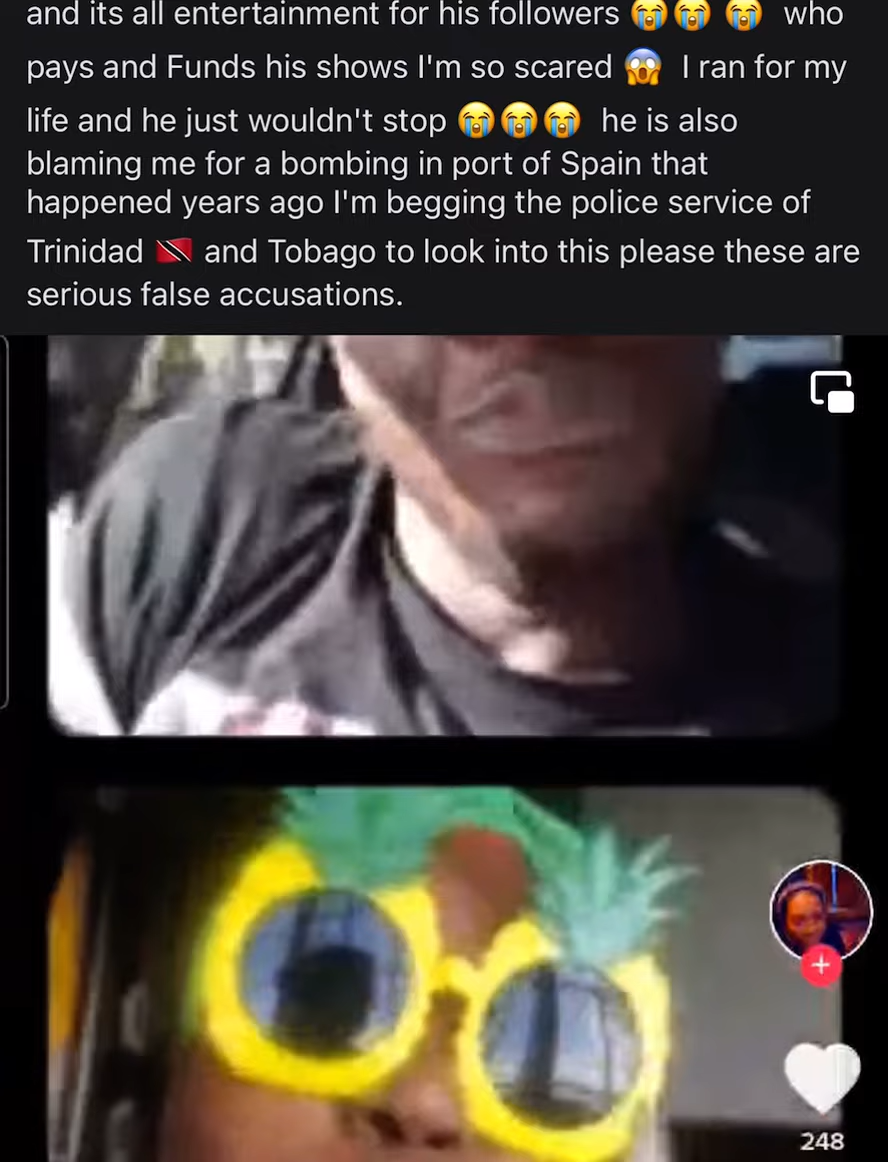 and its all entertainment for his followers 😭😭 😭 who
pays and Funds his shows I'm so scared 😱 I ran for my
life and he just wouldn't stop 😭😭😭 he is also
blaming me for a bombing in port of Spain that
happened years ago I'm begging the police service of
Trinidad 🇹🇹 and Tobago to look into this please these are
serious false accusations.
248